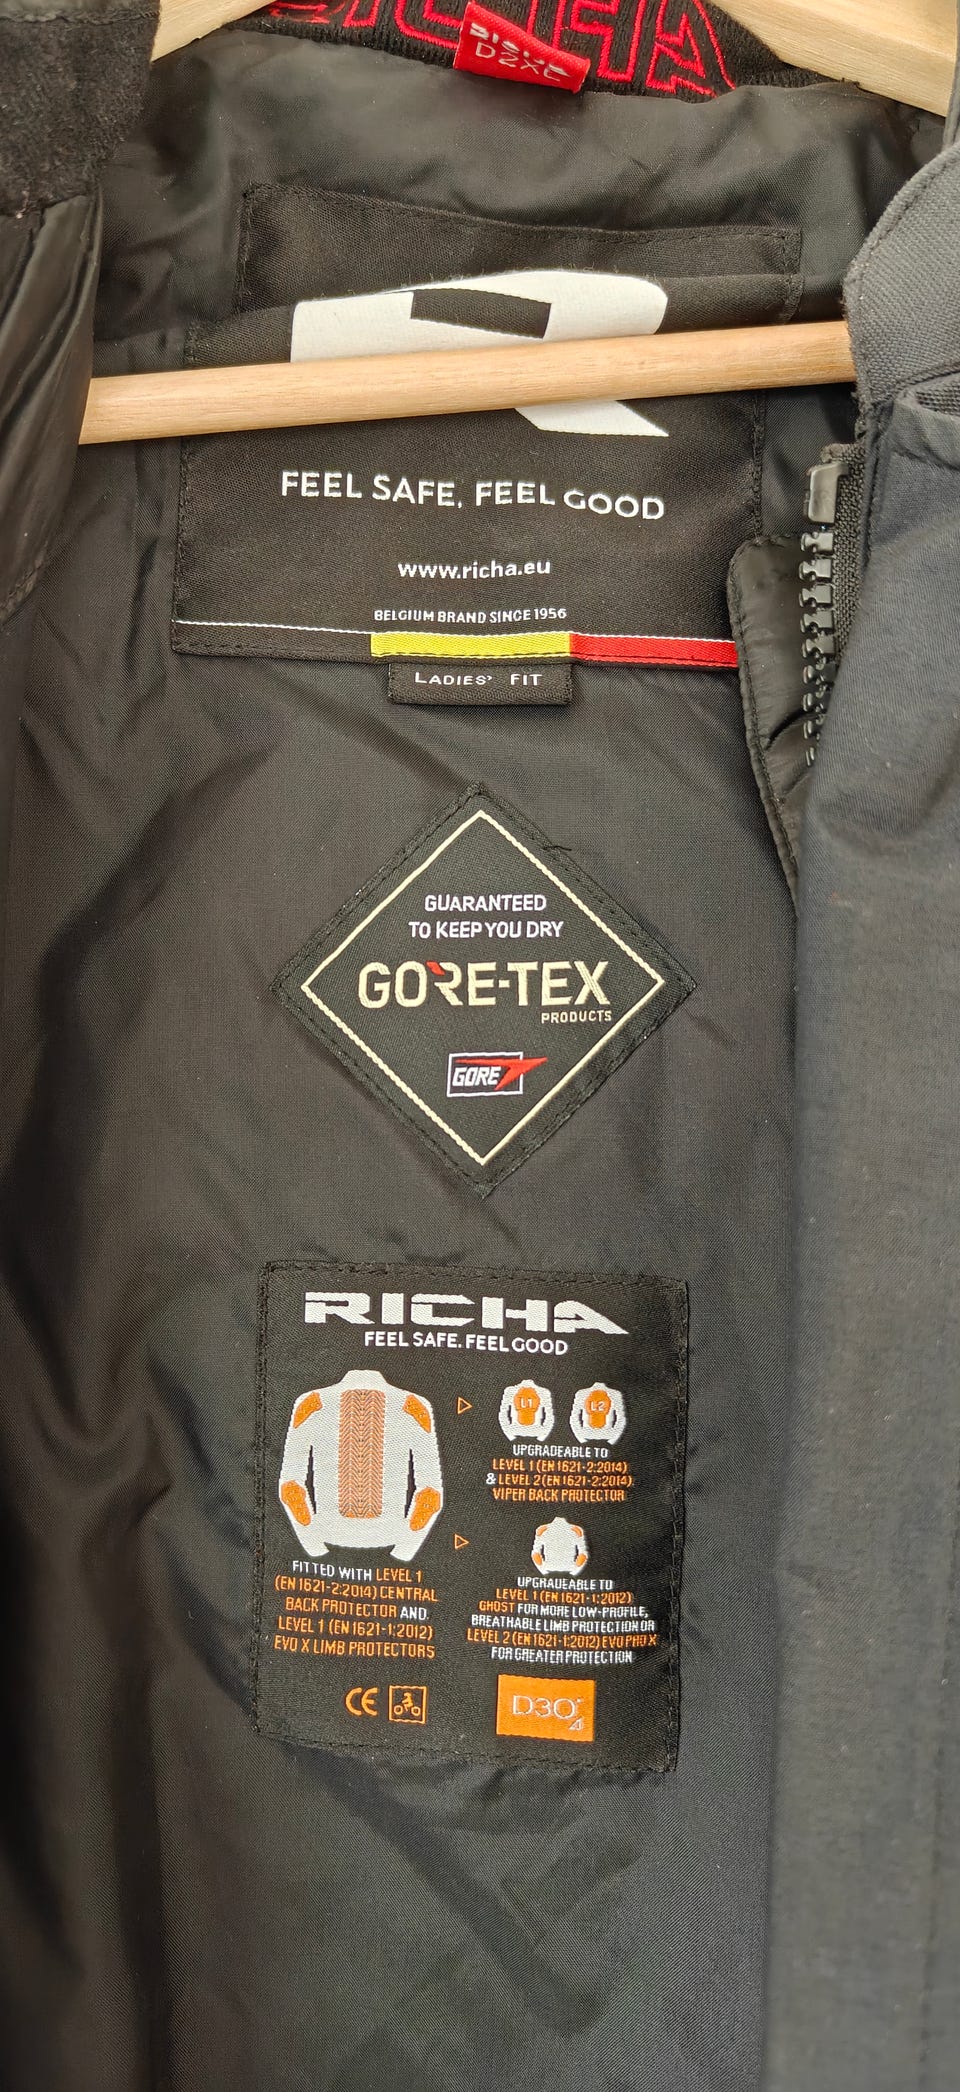 RICHA
D2XL
FEEL SAFE, FEEL GOOD
www.richa.eu
BELGIUM BRAND SINCE 1956
LADIES' FIT
GUARANTEED
TO KEEP YOU DRY
GORE-TEX
PRODUCTS
GORE
RICHA
FEEL SAFE. FEEL GOOD
L1 L2
UPGRADEABLE TO
LEVEL 1 (EN 1621-2:2014)
& LEVEL 2 (EN 1621-2:2014).
VIPER BACK PROTECTOR
FITTED WITH LEVEL 1
(EN 1621-2:2014) CENTRAL
BACK PROTECTOR AND.
LEVEL 1 (EN 1621-1:2012)
EVO X LIMB PROTECTORS
UPGRADEABLE TO
LEVEL 1 (EN 1621-1:2012)
GHOST FOR MORE LOW-PROFILE,
BREATHABLE LIMB PROTECTION OR
LEVEL 2 (EN 1621-1:2012) EVO PRO X
FOR GREATER PROTECTION
CE
D3O